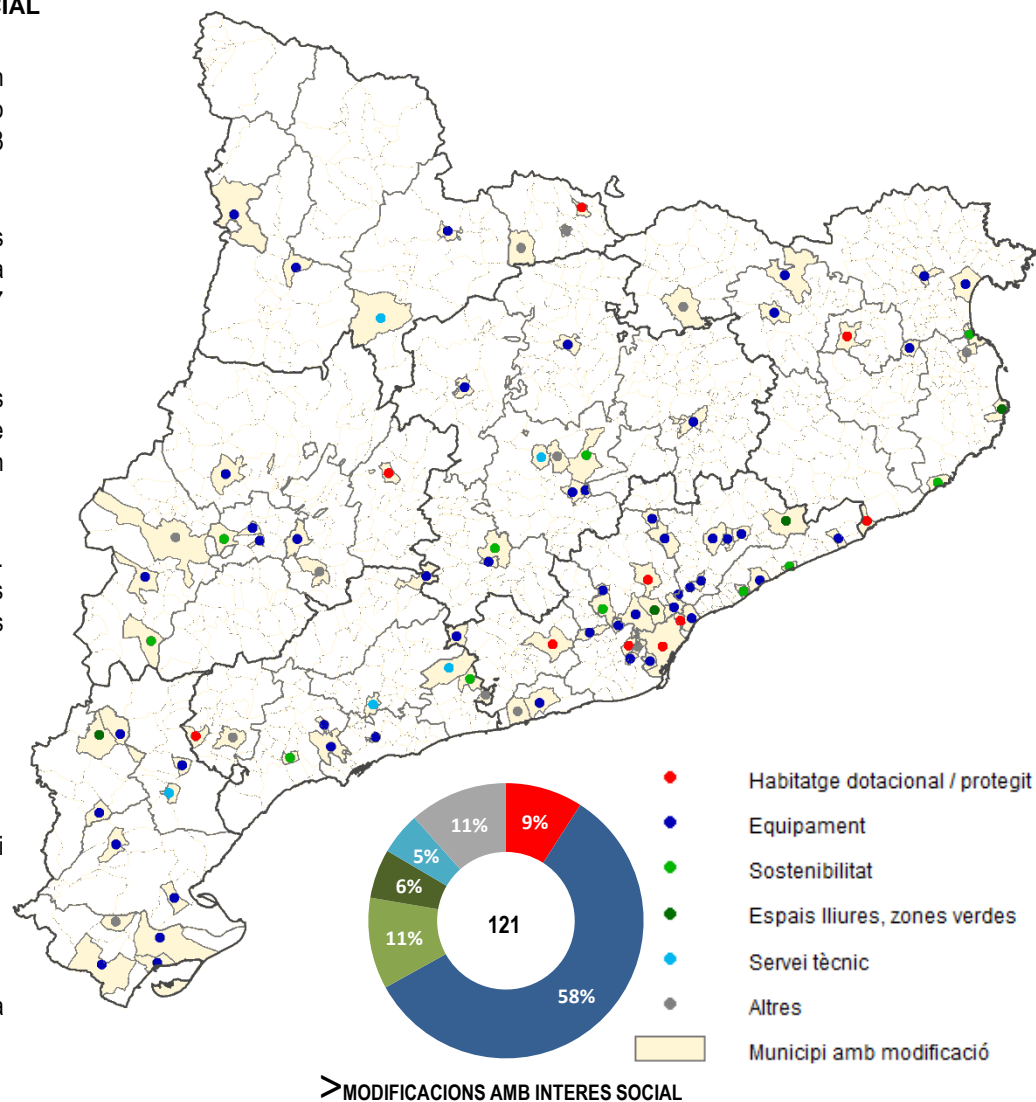 CIAL
9%
58%
11%
6%
5%
11%
121
Habitatge dotacional / protegit
Equipament
Sostenibilitat
Espais lliures, zones verdes
Servei tècnic
Altres
Municipi amb modificació
>MODIFICACIONS AMB INTERES SOCIAL